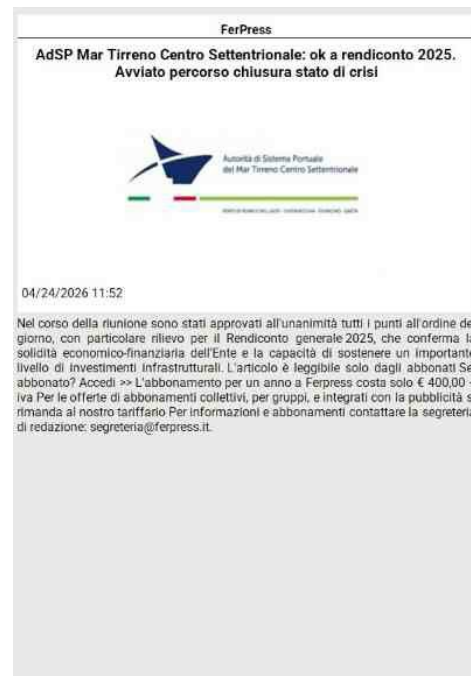 FerPress
AdSP Mar Tirreno Centro Settentrionale: ok a rendiconto 2025.
Avviato percorso chiusura stato di crisi
Autorità di Sistema Portuale
del Mar Tirreno Centro Settentrionale
04/24/2026 11:52
Nel corso della riunione sono stati approvati all'unanimità tutti i punti all'ordine de
giorno, con particolare rilievo per il Rendiconto generale 2025, che conferma la
solidità economico-finanziaria dell'Ente e la capacità di sostenere un importante
livello di investimenti infrastrutturali. L'articolo è leggibile solo dagli abbonati Se
abbonato? Accedi >> L'abbonamento per un anno a Ferpress costa solo € 400,00 +
iva Per le offerte di abbonamenti collettivi, per gruppi, e integrati con la pubblicità s
rimanda al nostro tariffario Per informazioni e abbonamenti contattare la segreteria
di redazione: segreteria@ferpress.it.